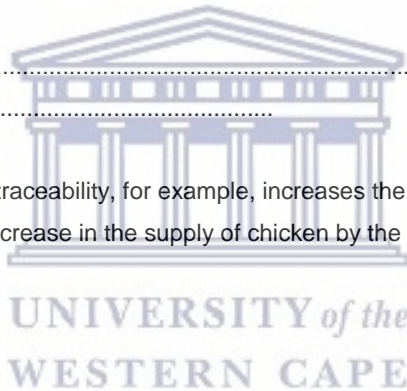 ................................................................
..........................................
traceability, for example, increases the
crease in the supply of chicken by the
UNIVERSITY of the
WESTERN CAPE